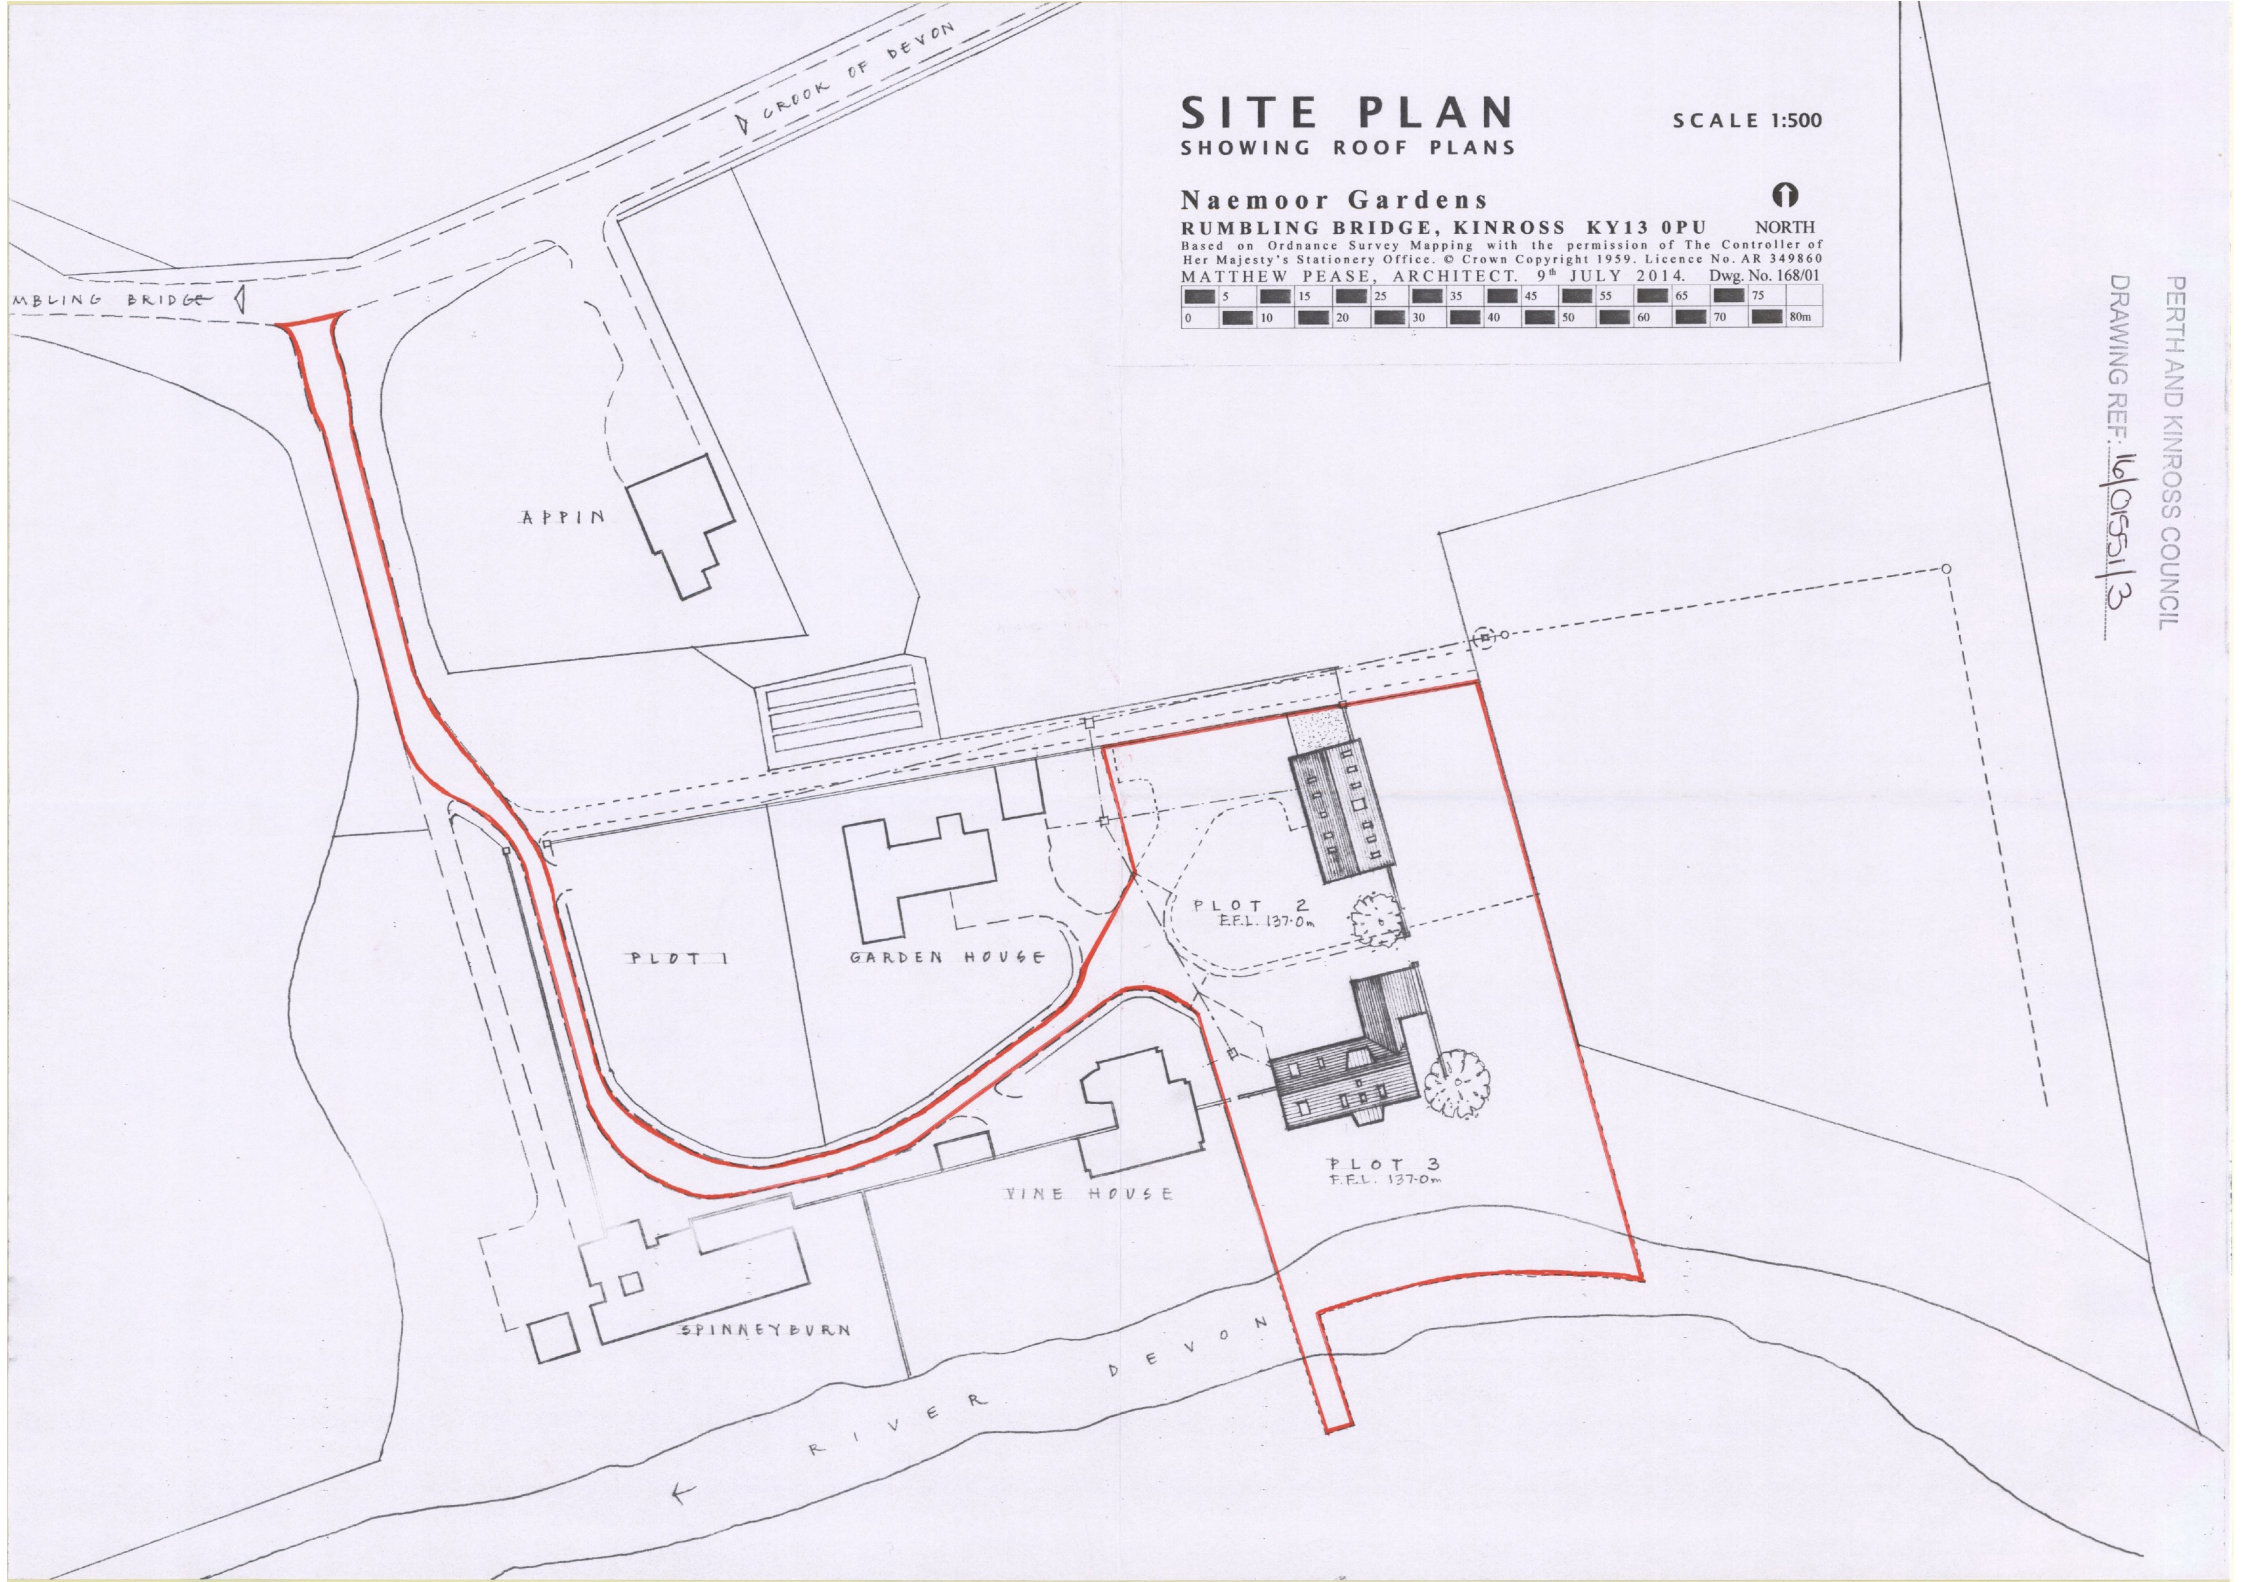 CROOK OF DEVON
SITE PLAN
SHOWING ROOF PLANS
SCALE 1:500
Naemoor Gardens
RUMBLING BRIDGE, KINROSS KY13 0PU
NORTH
Based on Ordnance Survey Mapping with the permission of The Controller of
Her Majesty's Stationery Office. © Crown Copyright 1959. Licence No. AR 349860
MATTHEW PEASE, ARCHITECT. 9th JULY 2014. Dwg. No. 168/01
5 15 25 35 45 55 65 75
0 10 20 30 40 50 60 70 80m
PERTH AND KINROSS COUNCIL
DRAWING REF: 16/01551/3
MBLING BRIDGE
APPIN
PLOT 1
GARDEN HOUSE
PLOT 2
F.F.L. 137.0m
VINE HOUSE
PLOT 3
F.F.L. 137.0m
SPINNEYBURN
RIVER DEVON